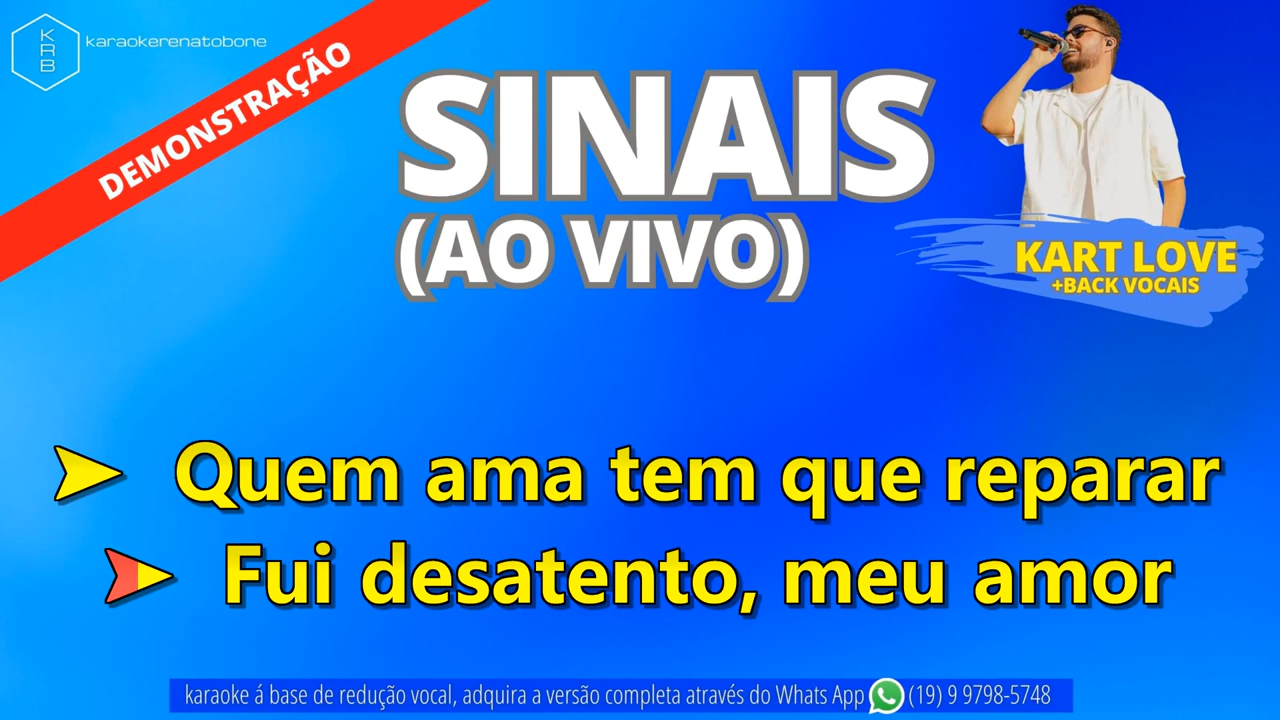 KRB
karaokerenatobone
DEMONSTRAÇÃO
SINAIS
(AO VIVO)
KART LOVE
+BACK VOCAIS
Quem ama tem que reparar
Fui desatento, meu amor
karaoke á base de redução vocal, adquira a versão completa através do Whats App (19) 9 9798-5748